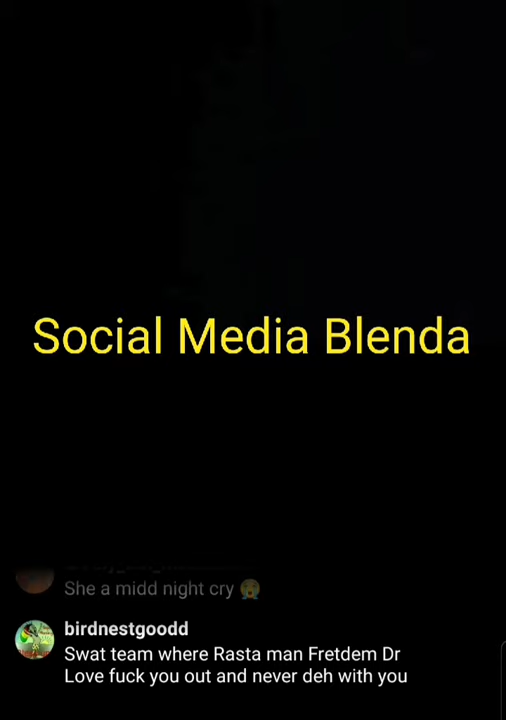 Social Media Blenda
She a midd night cry 😭
birdnestgoodd
Swat team where Rasta man Fretdem Dr
Love fuck you out and never deh with you